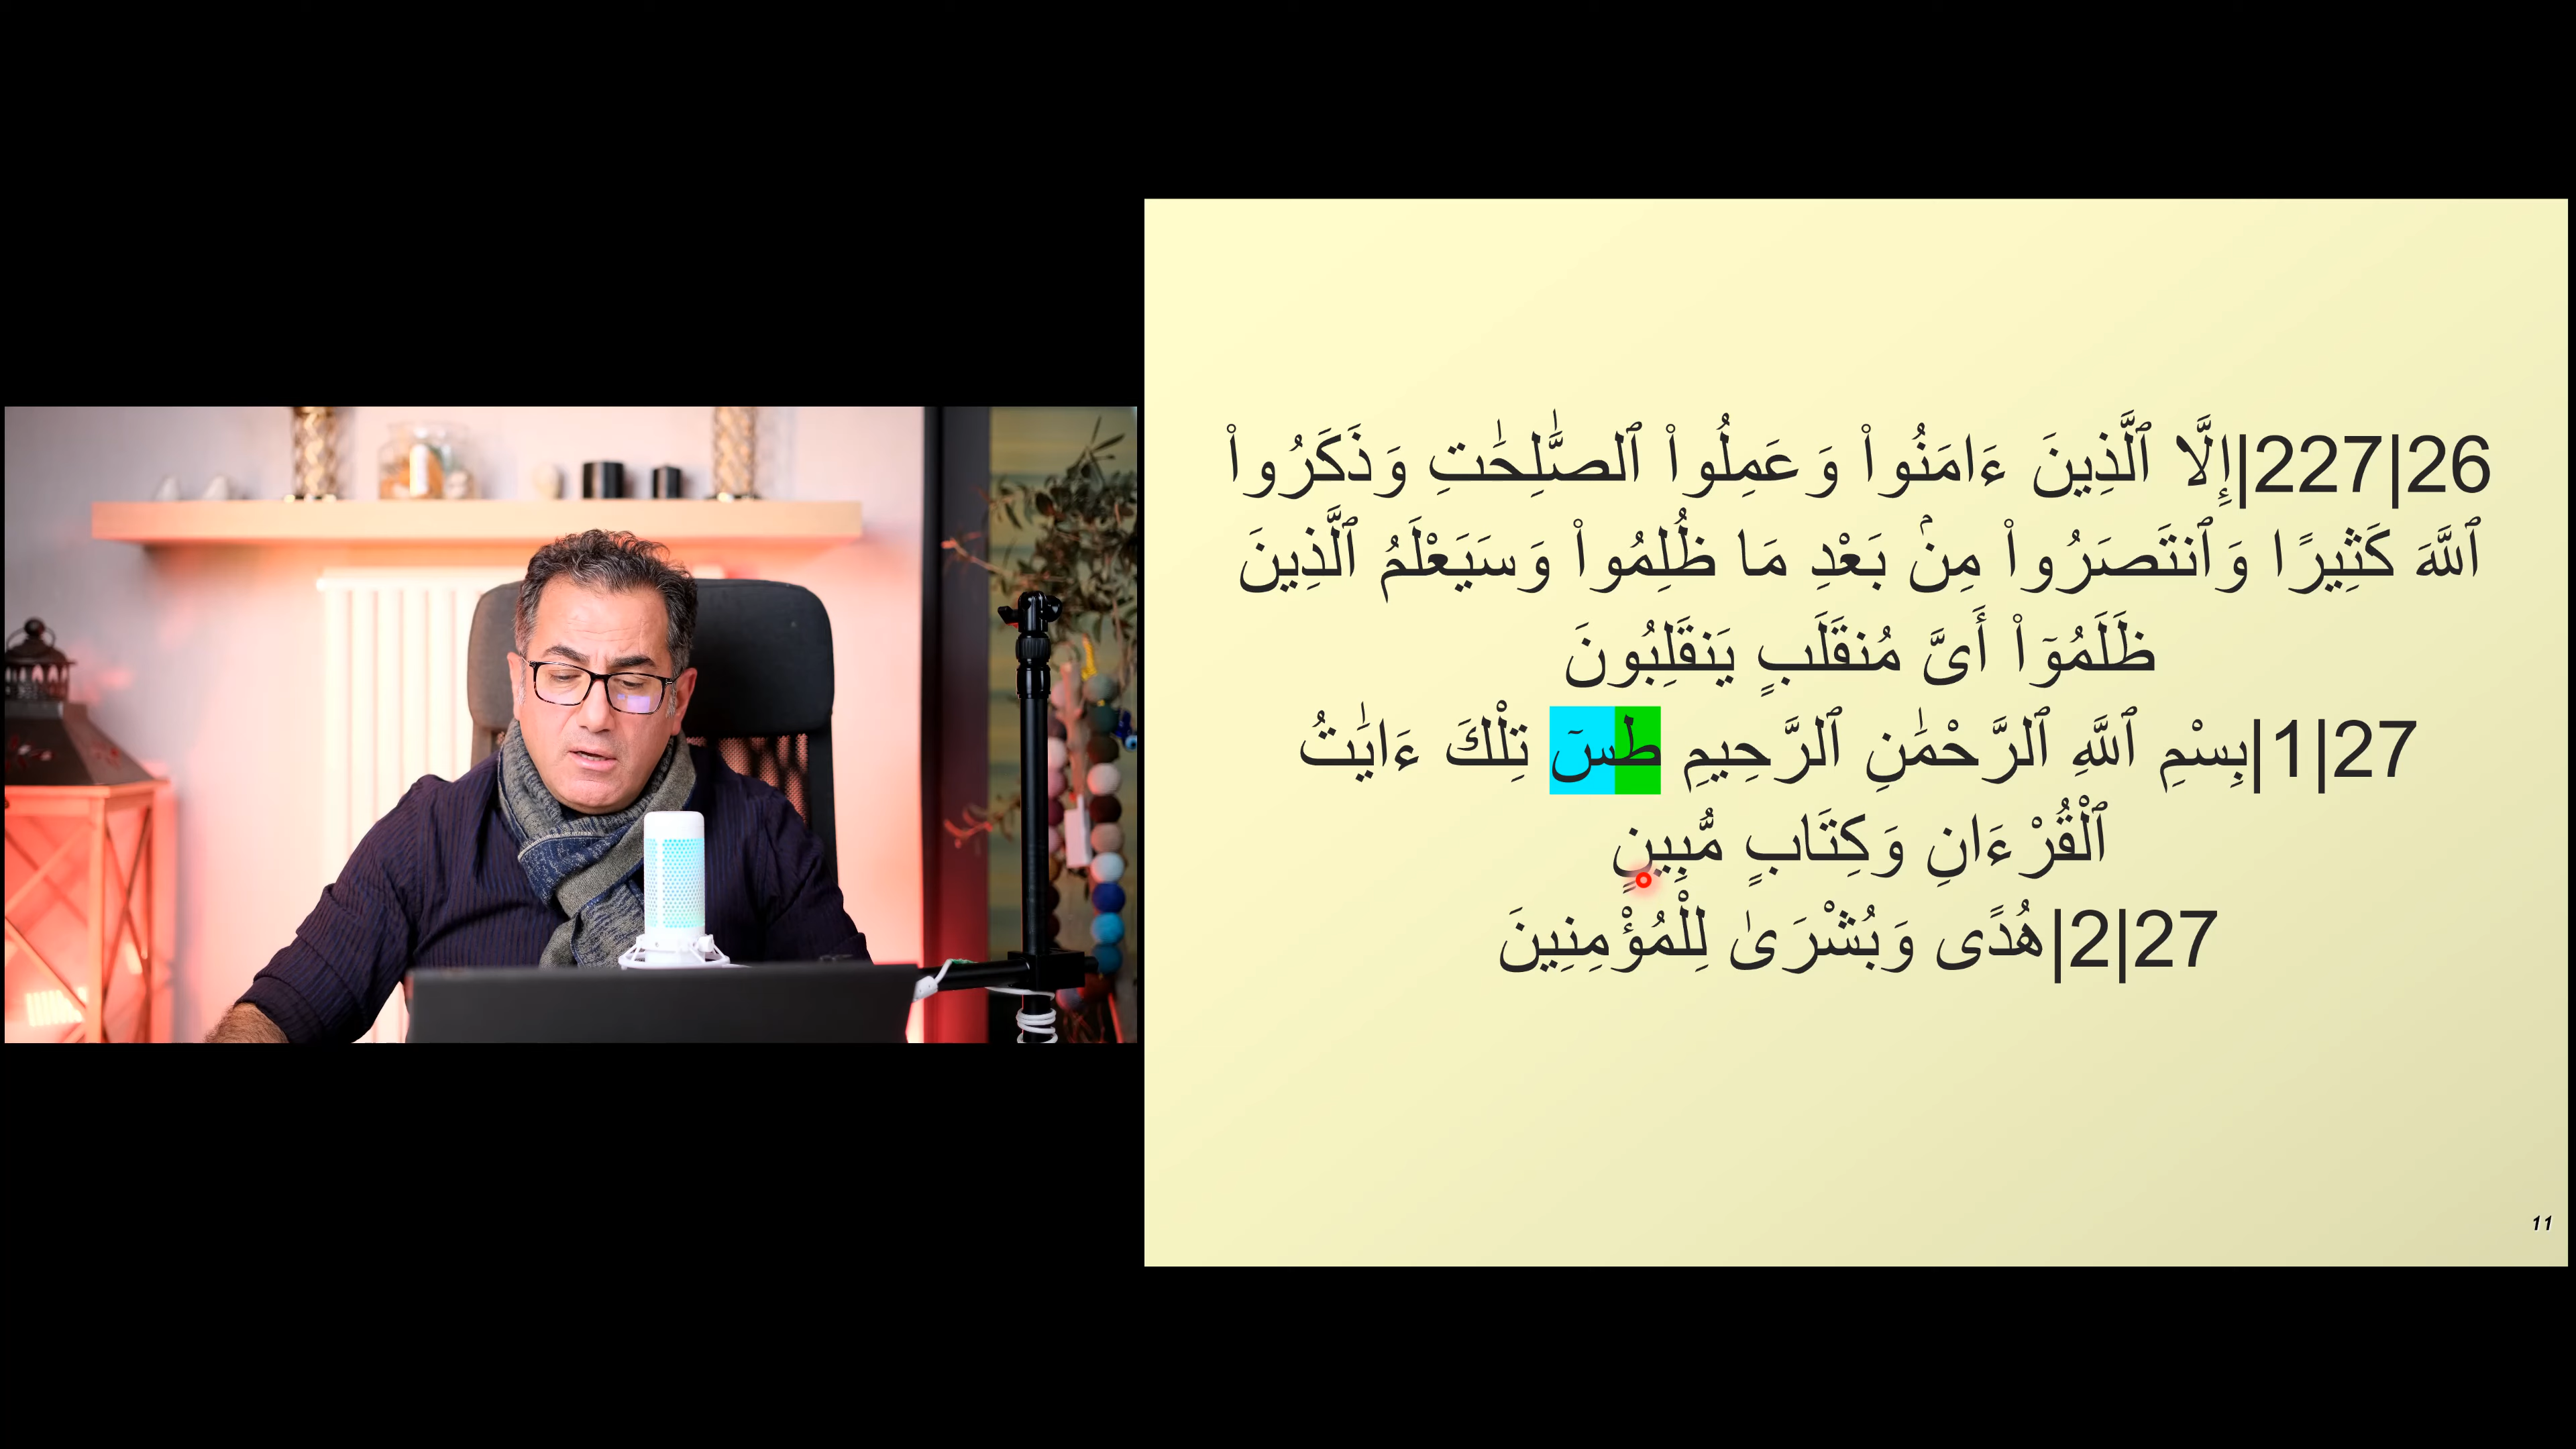 26|227|إِلَّا ٱلَّذِينَ ءَامَنُوا۟ وَعَمِلُوا۟ ٱلصَّٰلِحَٰتِ وَذَكَرُوا۟
ٱللَّهَ كَثِيرًا وَٱنتَصَرُوا۟ مِنۢ بَعْدِ مَا ظُلِمُوا۟ وَسَيَعْلَمُ ٱلَّذِينَ
ظَلَمُوٓا۟ أَىَّ مُنقَلَبٍ يَنقَلِبُونَ
27|1|بِسْمِ ٱللَّهِ ٱلرَّحْمَٰنِ ٱلرَّحِيمِ طسٓ تِلْكَ ءَايَٰتُ
ٱلْقُرْءَانِ وَكِتَابٍ مُّبِينٍ
27|2|هُدًى وَبُشْرَىٰ لِلْمُؤْمِنِينَ
11